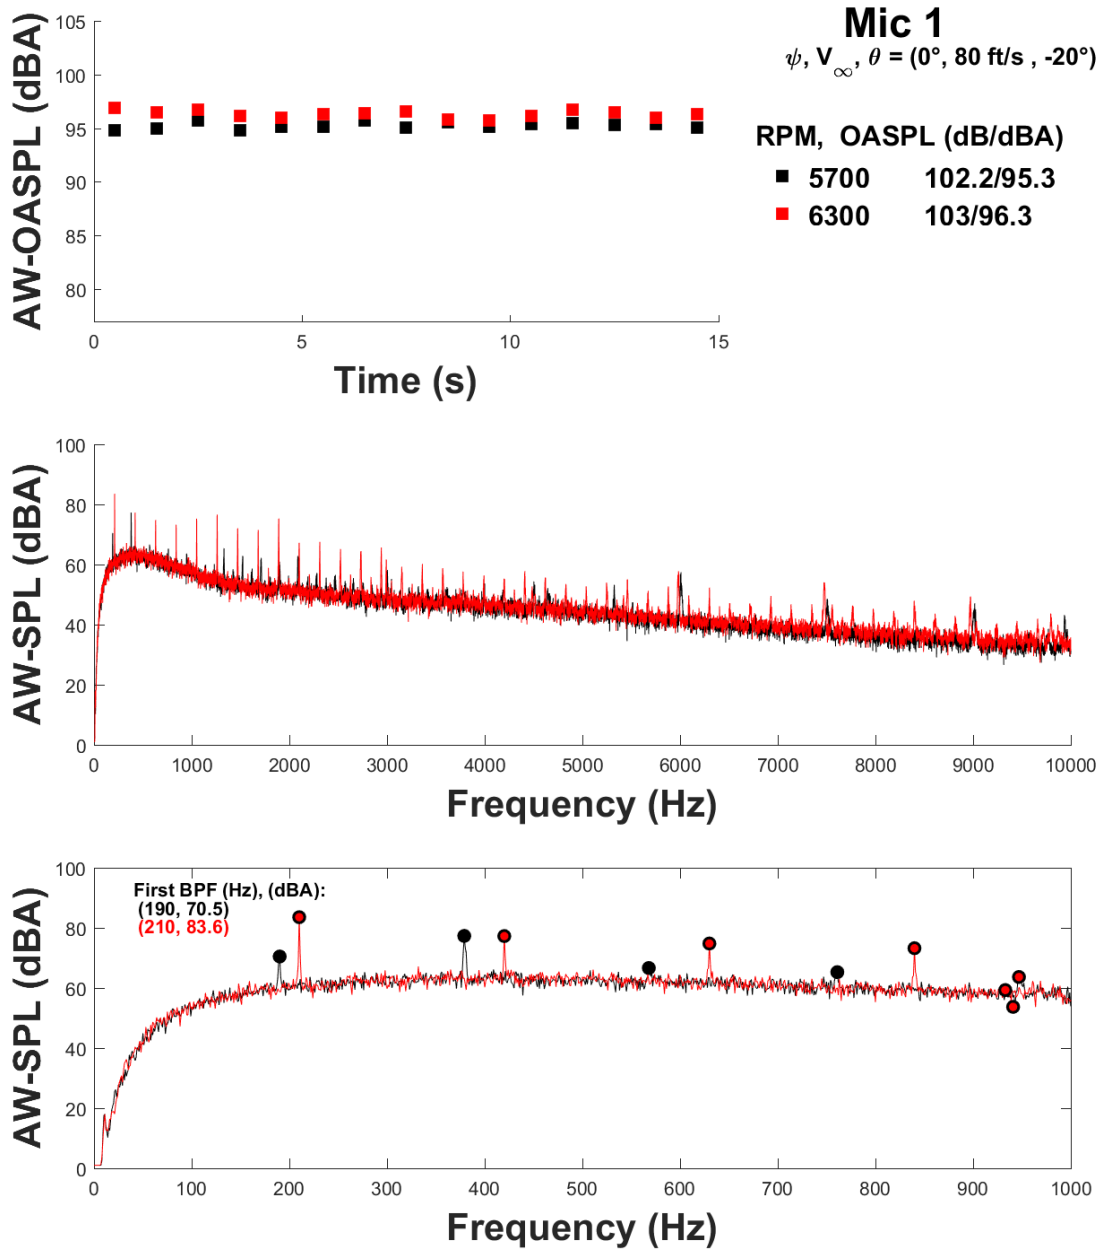 Mic 1
ψ, V∞, θ = (0°, 80 ft/s , -20°)
RPM, OASPL (dB/dBA)
5700 102.2/95.3
6300 103/96.3
AW-OASPL (dBA)
105
100
95
90
85
80
0 5 10 15
Time (s)
AW-SPL (dBA)
100
80
60
40
20
0
0 1000 2000 3000 4000 5000 6000 7000 8000 9000 10000
Frequency (Hz)
AW-SPL (dBA)
100
80
60
40
20
0
First BPF (Hz), (dBA):
(190, 70.5)
(210, 83.6)
0 100 200 300 400 500 600 700 800 900 1000
Frequency (Hz)